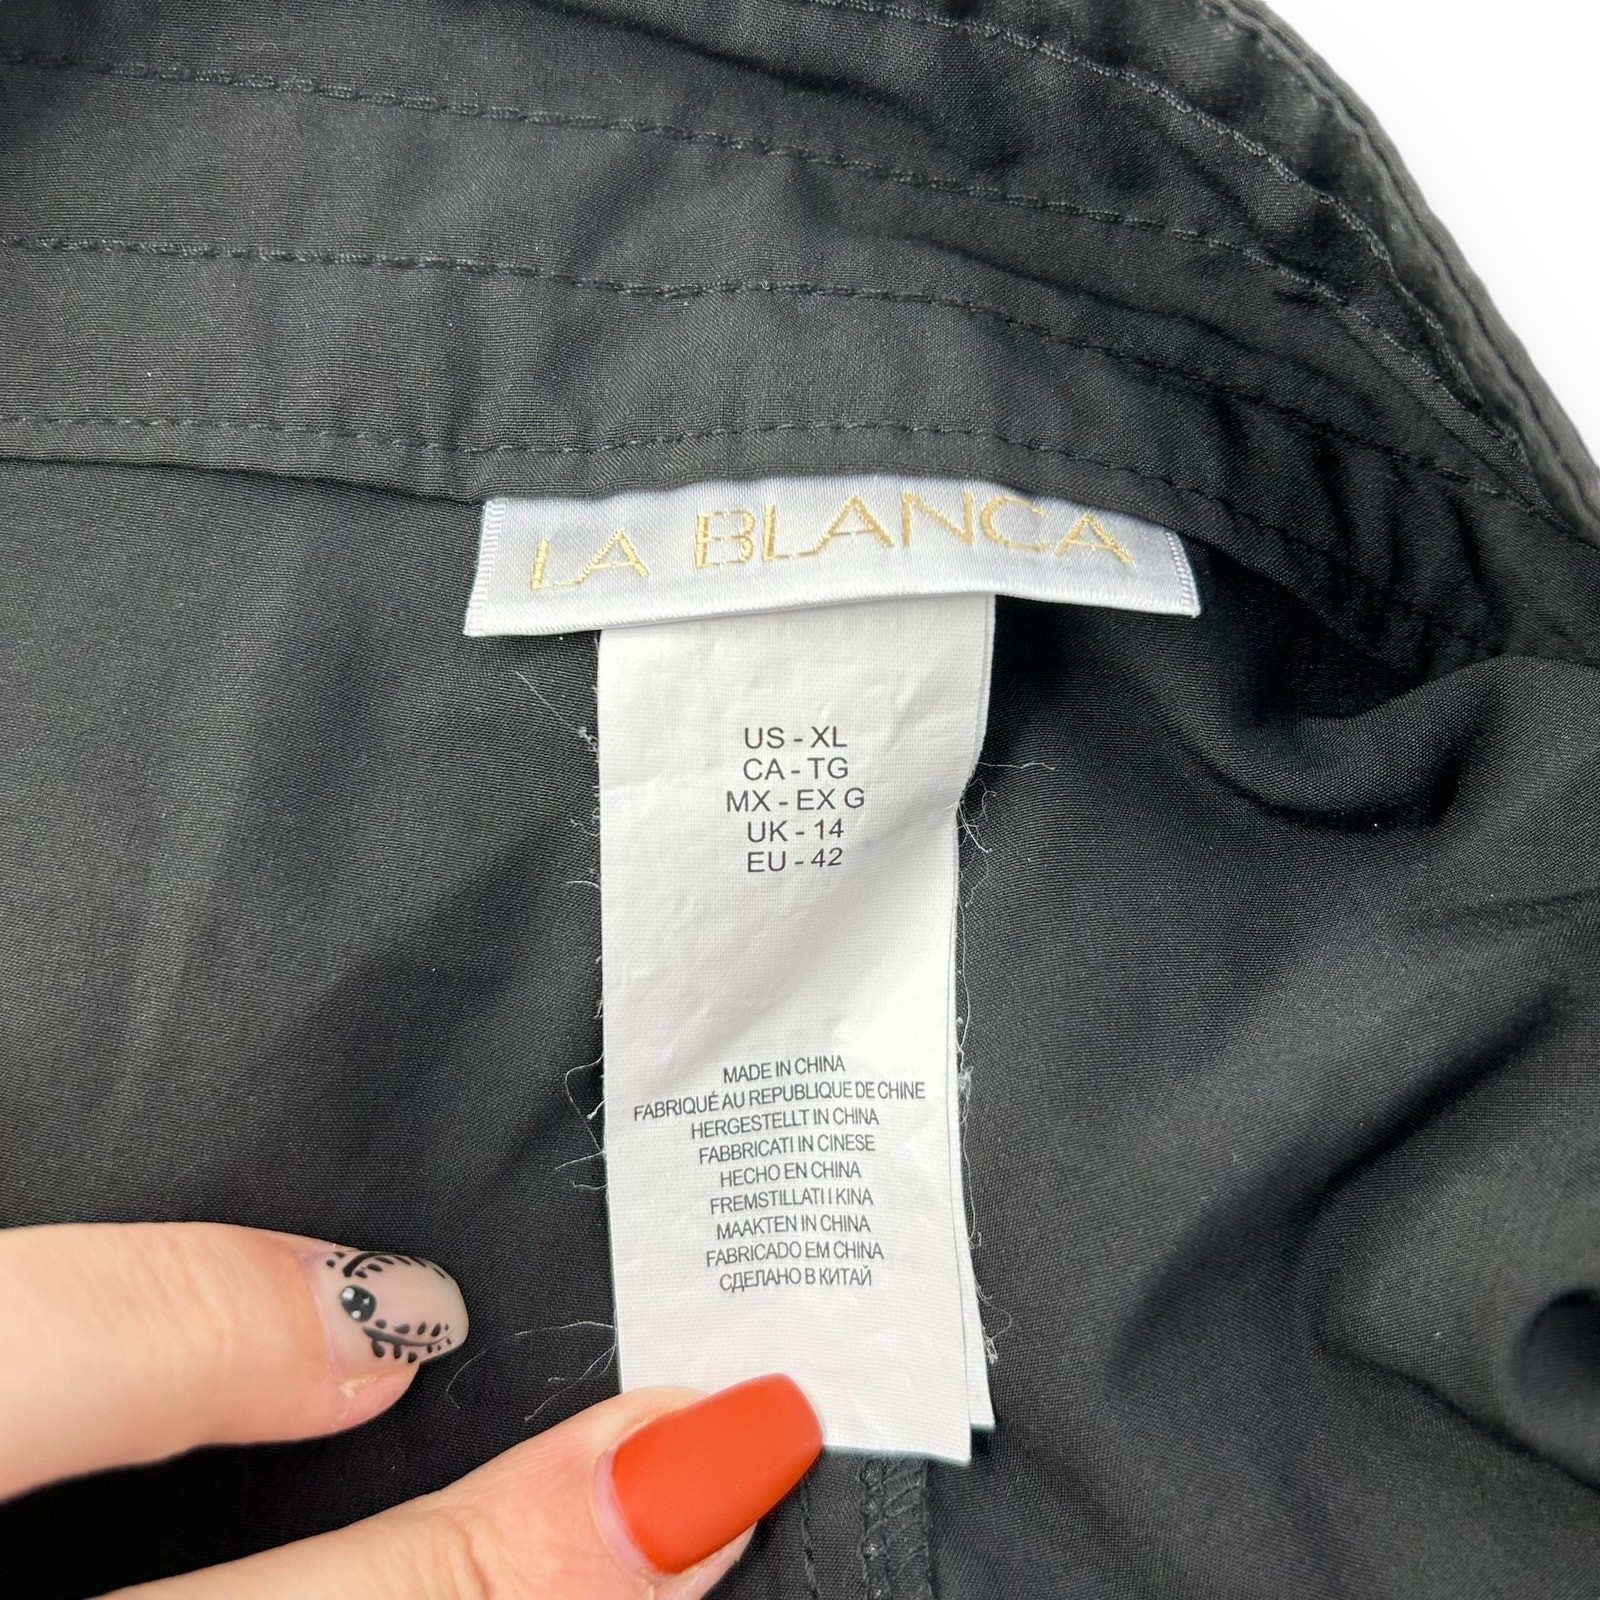 LA BLANCA
US - XL
CA - TG
MX - EX G
UK - 14
EU - 42
MADE IN CHINA
FABRIQUÉ AU REPUBLIQUE DE CHINE
HERGESTELLT IN CHINA
FABBRICATI IN CINESE
HECHO EN CHINA
FREMSTILLATI I KINA
MAAKTEN IN CHINA
FABRICADO EM CHINA
СДЕЛАНО В КИТАЙ